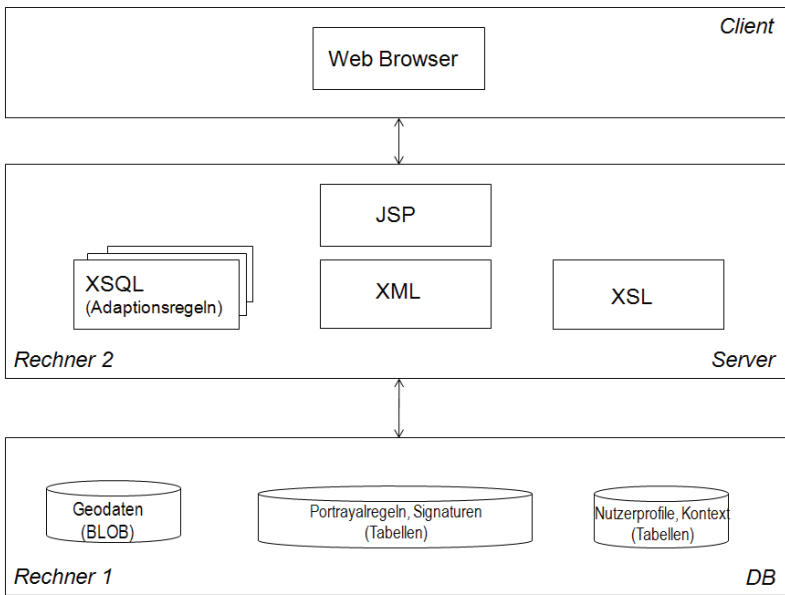 Client
Web Browser
JSP
XSQL
(Adaptionsregeln)
XML
XSL
Rechner 2
Server
Geodaten
(BLOB)
Portrayalregeln, Signaturen
(Tabellen)
Nutzerprofile, Kontext
(Tabellen)
Rechner 1
DB